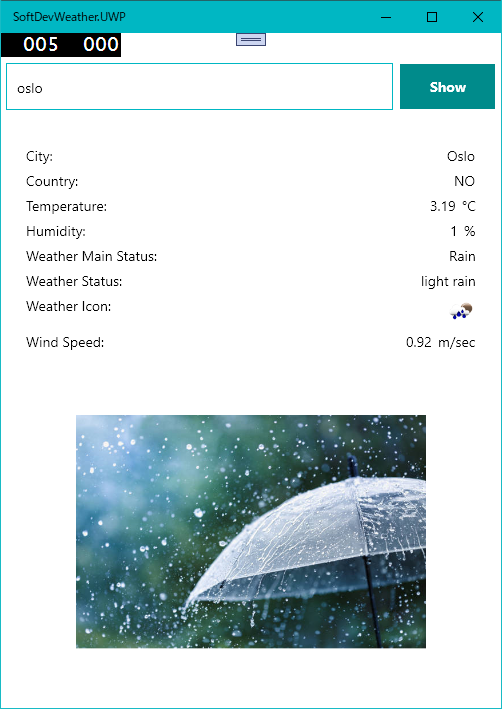 SoftDevWeather.UWP
005 000
oslo
Show
City: Oslo
Country: NO
Temperature: 3.19 °C
Humidity: 1 %
Weather Main Status: Rain
Weather Status: light rain
Weather Icon:
Wind Speed: 0.92 m/sec